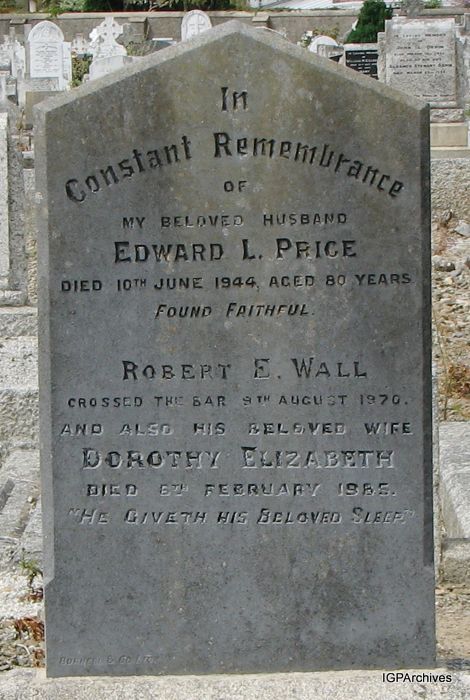 In
Constant Remembrance
OF
MY BELOVED HUSBAND
EDWARD L. PRICE
DIED 10TH JUNE 1944, AGED 80 YEARS
FOUND FAITHFUL.
ROBERT E. WALL
CROSSED THE BAR 9TH AUGUST 1970.
AND ALSO HIS BELOVED WIFE
DOROTHY ELIZABETH
DIED 6TH FEBRUARY 1985.
"HE GIVETH HIS BELOVED SLEEP."
IGPArchives